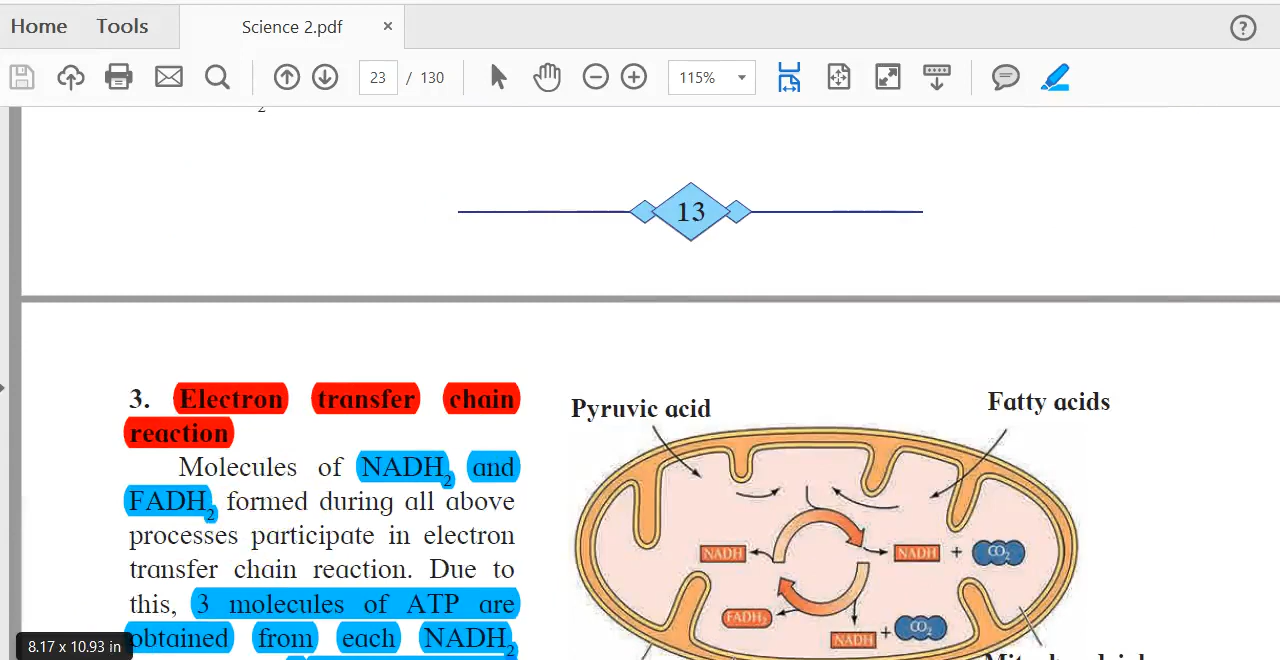 Home Tools Science 2.pdf ×
23 / 130 115%
2
13
3. Electron transfer chain
reaction
Molecules of NADH2 and
FADH2 formed during all above
processes participate in electron
transfer chain reaction. Due to
this, 3 molecules of ATP are
obtained from each NADH2
8.17 x 10.93 in
Pyruvic acid
Fatty acids
NADH
NADH + CO2
FADH2
NADH + CO2